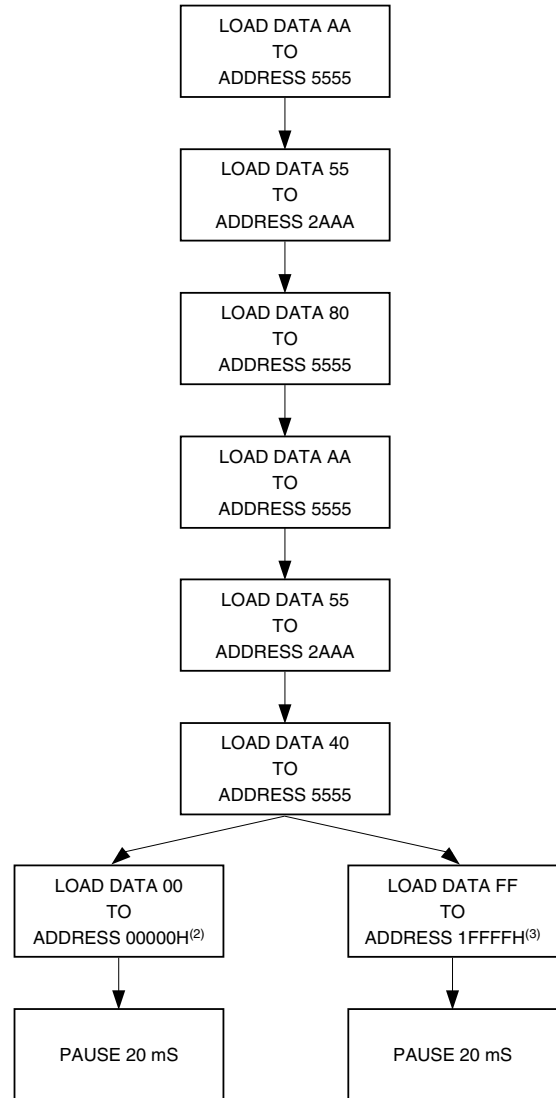 LOAD DATA AA
TO
ADDRESS 5555
LOAD DATA 55
TO
ADDRESS 2AAA
LOAD DATA 80
TO
ADDRESS 5555
LOAD DATA AA
TO
ADDRESS 5555
LOAD DATA 55
TO
ADDRESS 2AAA
LOAD DATA 40
TO
ADDRESS 5555
LOAD DATA 00
TO
ADDRESS 00000H(2)
LOAD DATA FF
TO
ADDRESS 1FFFFH(3)
PAUSE 20 mS
PAUSE 20 mS